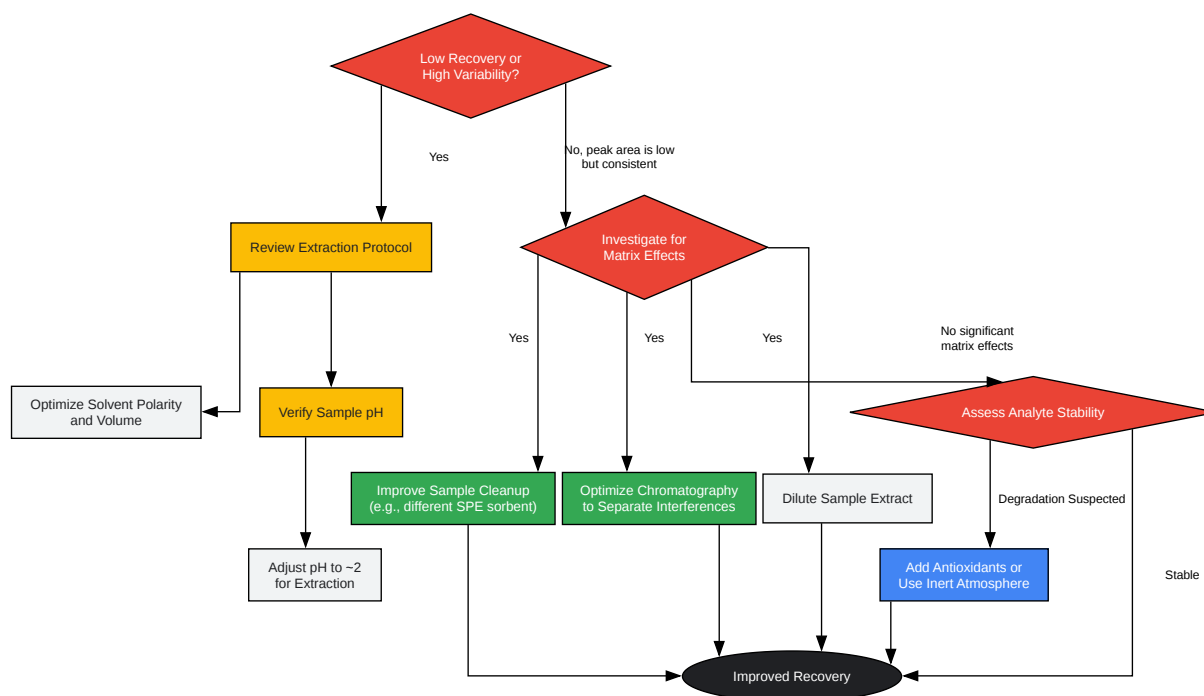 Low Recovery or
High Variability?
Yes
No, peak area is low
but consistent
Review Extraction Protocol
Investigate for
Matrix Effects
Yes
Yes
Yes
No significant
matrix effects
Optimize Solvent Polarity
and Volume
Verify Sample pH
Assess Analyte Stability
Improve Sample Cleanup
(e.g., different SPE sorbent)
Optimize Chromatography
to Separate Interferences
Dilute Sample Extract
Degradation Suspected
Adjust pH to ~2
for Extraction
Add Antioxidants or
Use Inert Atmosphere
Stable
Improved Recovery